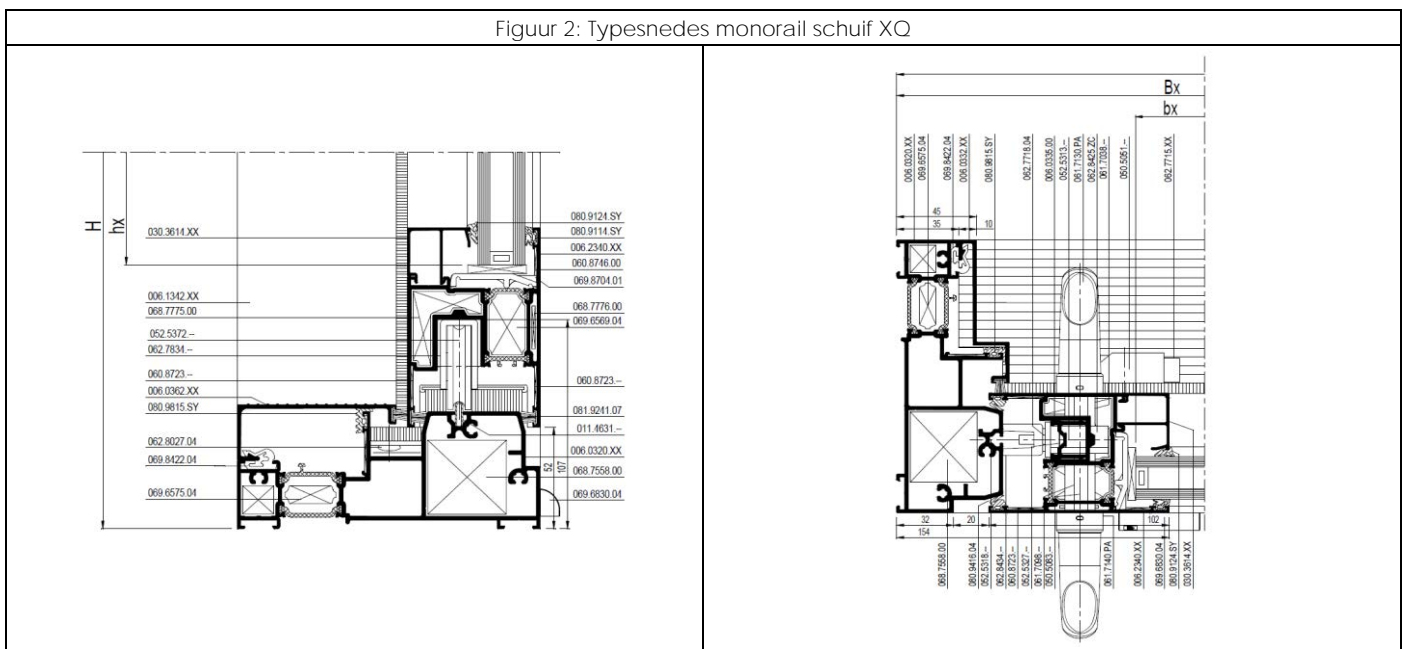 Figuur 2: Typesnedes monorail schuif XQ
H
hx
030.3614.XX
006.1342.XX
068.7775.00
052.5372.--
062.7834.--
060.8723.--
006.0362.XX
080.9815.SY
062.8027.04
069.8422.04
069.6575.04
080.9124.SY
080.9114.SY
006.2340.XX
060.8746.00
069.8704.01
068.7776.00
069.6569.04
060.8723.--
081.9241.07
011.4631.--
006.0320.XX
068.7558.00
069.6830.04
52
107
Bx
bx
006.0320.XX
069.6575.04
069.8422.04
006.0332.XX
080.9815.SY
062.7718.04
006.0335.00
052.5313.--
061.7130.PA
062.8425.ZC
061.7038.--
050.5051.--
062.7715.XX
45
35
10
32
20
102
154
068.7558.00
080.9416.04
052.5318.--
062.8434.--
060.8723.--
052.5327.--
061.7098.--
050.5063.--
061.7140.PA
006.2340.XX
069.6830.04
080.9124.SY
030.3614.XX